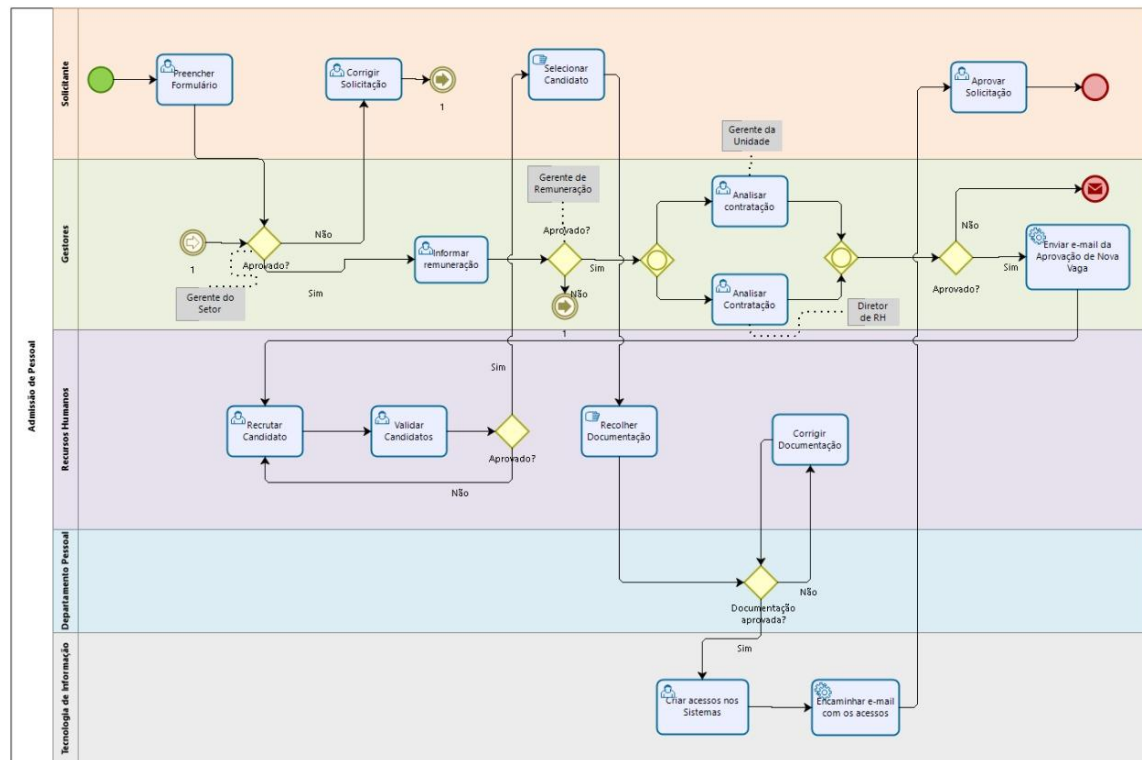 Admissão de Pessoal
Solicitante
Preencher
Formulário
Corrigir
Solicitação
1
Selecionar
Candidato
Aprovar
Solicitação
Gestores
1
Aprovado?
Não
Sim
Gerente do
Setor
Informar
remuneração
Gerente de
Remuneração
Aprovado?
Sim
Não
1
Gerente da
Unidade
Analisar
contratação
Analisar
Contratação
Diretor
de RH
Aprovado?
Não
Sim
Enviar e-mail da
Aprovação de Nova
Vaga
Recursos Humanos
Recrutar
Candidato
Validar
Candidatos
Aprovado?
Sim
Não
Recolher
Documentação
Corrigir
Documentação
Departamento Pessoal
Documentação
aprovada?
Não
Sim
Tecnologia de Informação
Criar acessos nos
Sistemas
Encaminhar e-mail
com os acessos